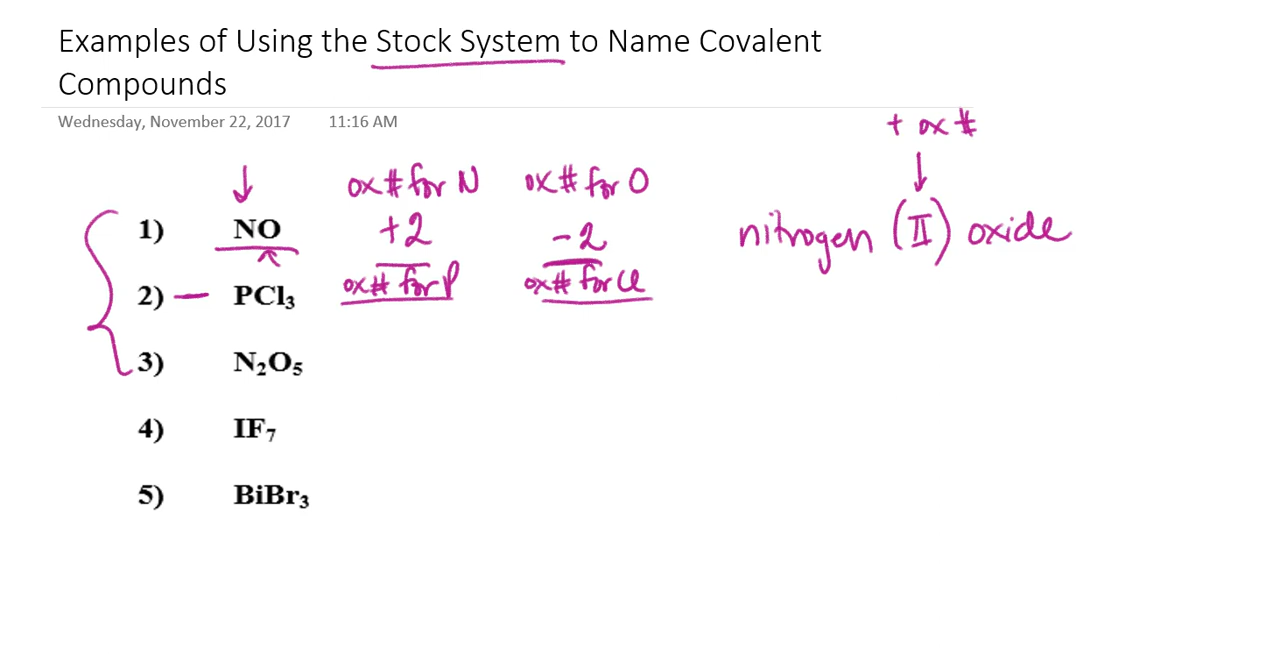 Examples of Using the Stock System to Name Covalent
Compounds
Wednesday, November 22, 2017 11:16 AM
+ ox #
ox # for N ox # for O
1) NO +2 -2 nitrogen (II) oxide
ox # for P ox # for Cl
2) PCl₃
3) N₂O₅
4) IF₇
5) BiBr₃